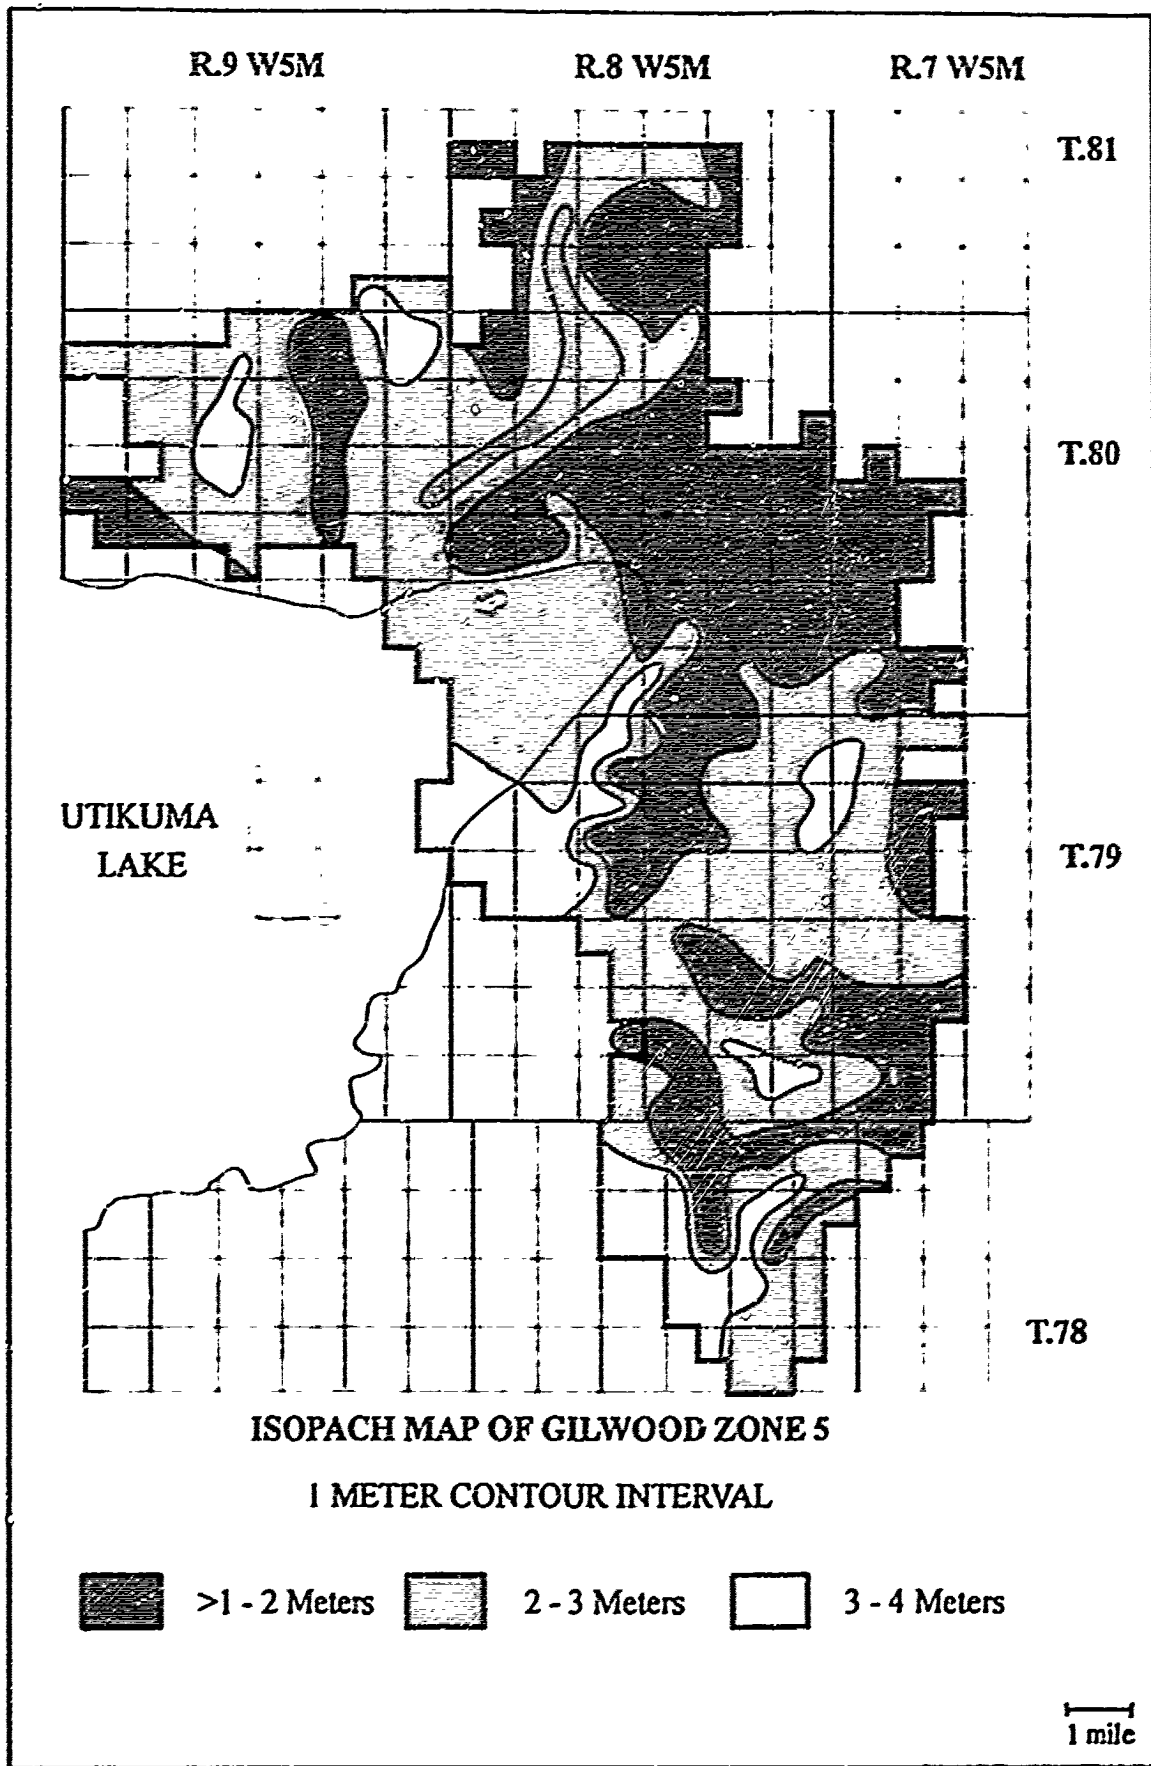 R.9 W5M R.8 W5M R.7 W5M
T.81
T.80
UTIKUMA
LAKE
T.79
T.78
ISOPACH MAP OF GILWOOD ZONE 5
1 METER CONTOUR INTERVAL
>1 - 2 Meters 2 - 3 Meters 3 - 4 Meters
1 mile